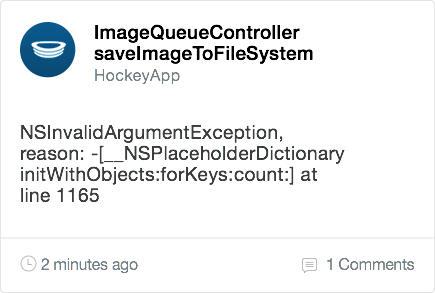 ImageQueueController
saveImageToFileSystem
HockeyApp
NSInvalidArgumentException,
reason: -[__NSPlaceholderDictionary
initWithObjects:forKeys:count:] at
line 1165
2 minutes ago
1 Comments